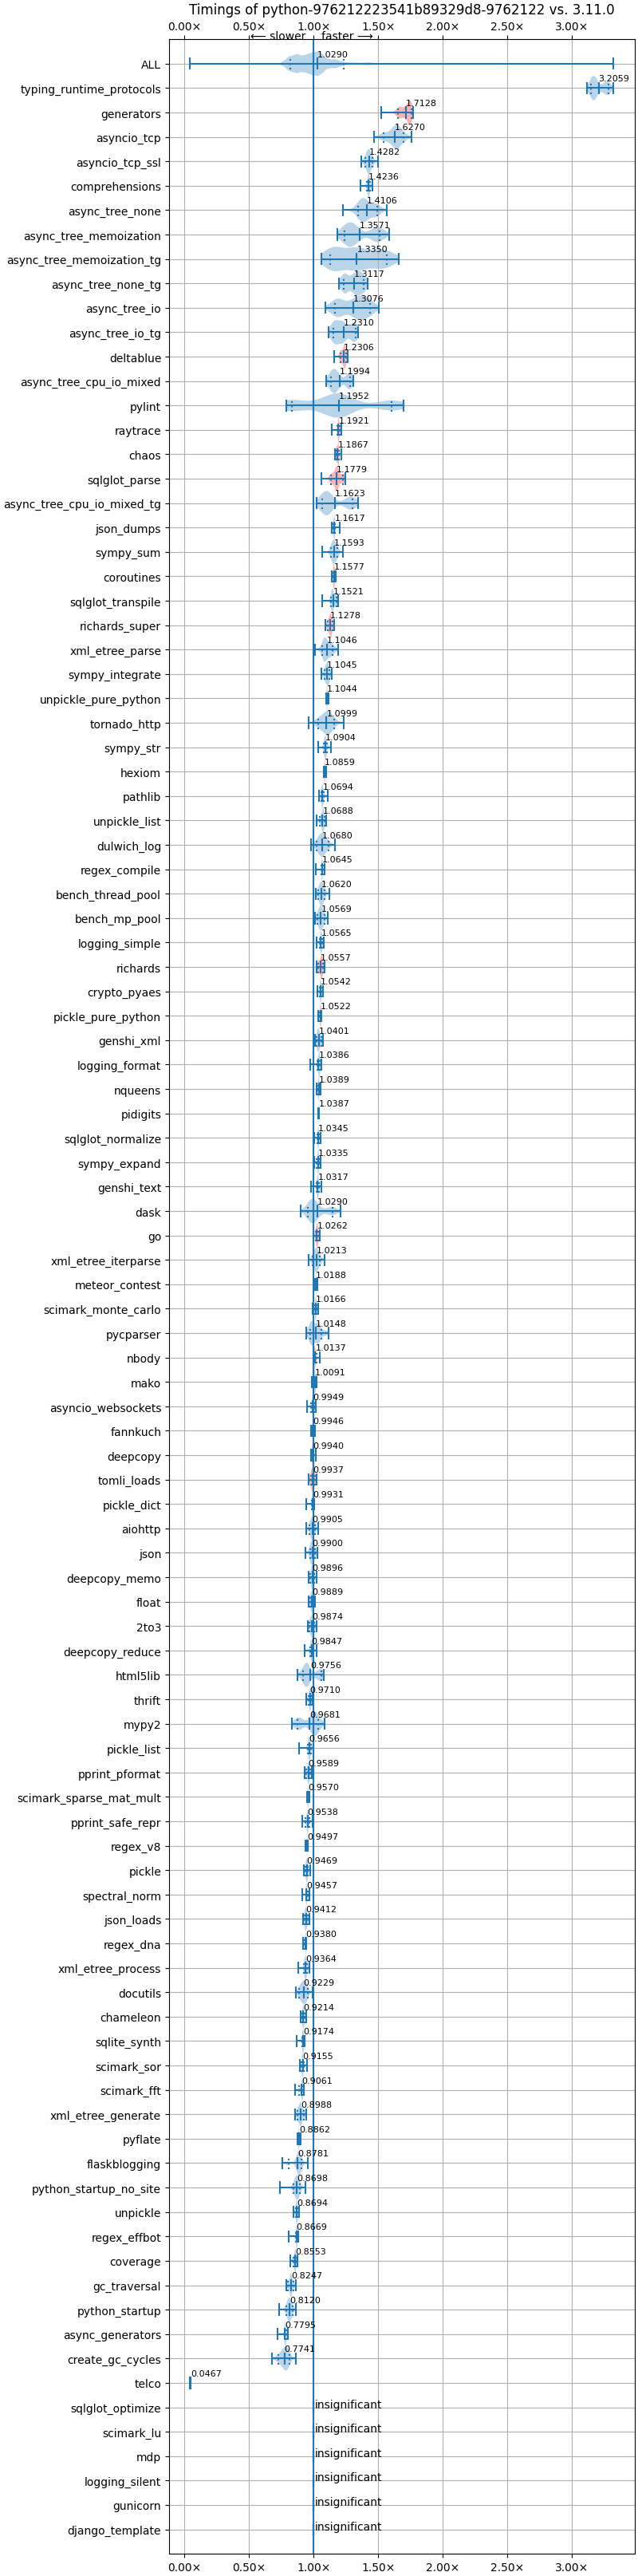 Timings of python-976212223541b89329d8-9762122 vs. 3.11.0
0.00× 0.50× 1.00× 1.50× 2.00× 2.50× 3.00×
⟵ slower faster ⟶
ALL 1.0290
typing_runtime_protocols 3.2059
generators 1.7128
asyncio_tcp 1.6270
asyncio_tcp_ssl 1.4282
comprehensions 1.4236
async_tree_none 1.4106
async_tree_memoization 1.3571
async_tree_memoization_tg 1.3350
async_tree_none_tg 1.3117
async_tree_io 1.3076
async_tree_io_tg 1.2310
deltablue 1.2306
async_tree_cpu_io_mixed 1.1994
pylint 1.1952
raytrace 1.1921
chaos 1.1867
sqlglot_parse 1.1779
async_tree_cpu_io_mixed_tg 1.1623
json_dumps 1.1617
sympy_sum 1.1593
coroutines 1.1577
sqlglot_transpile 1.1521
richards_super 1.1278
xml_etree_parse 1.1046
sympy_integrate 1.1045
unpickle_pure_python 1.1044
tornado_http 1.0999
sympy_str 1.0904
hexiom 1.0859
pathlib 1.0694
unpickle_list 1.0688
dulwich_log 1.0680
regex_compile 1.0645
bench_thread_pool 1.0620
bench_mp_pool 1.0569
logging_simple 1.0565
richards 1.0557
crypto_pyaes 1.0542
pickle_pure_python 1.0522
genshi_xml 1.0401
logging_format 1.0386
nqueens 1.0389
pidigits 1.0387
sqlglot_normalize 1.0345
sympy_expand 1.0335
genshi_text 1.0317
dask 1.0290
go 1.0262
xml_etree_iterparse 1.0213
meteor_contest 1.0188
scimark_monte_carlo 1.0166
pycparser 1.0148
nbody 1.0137
mako 1.0091
asyncio_websockets 0.9949
fannkuch 0.9946
deepcopy 0.9940
tomli_loads 0.9937
pickle_dict 0.9931
aiohttp 0.9905
json 0.9900
deepcopy_memo 0.9896
float 0.9889
2to3 0.9874
deepcopy_reduce 0.9847
html5lib 0.9756
thrift 0.9710
mypy2 0.9681
pickle_list 0.9656
pprint_pformat 0.9589
scimark_sparse_mat_mult 0.9570
pprint_safe_repr 0.9538
regex_v8 0.9497
pickle 0.9469
spectral_norm 0.9457
json_loads 0.9412
regex_dna 0.9380
xml_etree_process 0.9364
docutils 0.9229
chameleon 0.9214
sqlite_synth 0.9174
scimark_sor 0.9155
scimark_fft 0.9061
xml_etree_generate 0.8988
pyflate 0.8862
flaskblogging 0.8781
python_startup_no_site 0.8698
unpickle 0.8694
regex_effbot 0.8669
coverage 0.8553
gc_traversal 0.8247
python_startup 0.8120
async_generators 0.7795
create_gc_cycles 0.7741
telco 0.0467
sqlglot_optimize insignificant
scimark_lu insignificant
mdp insignificant
logging_silent insignificant
gunicorn insignificant
django_template insignificant
0.00× 0.50× 1.00× 1.50× 2.00× 2.50× 3.00×